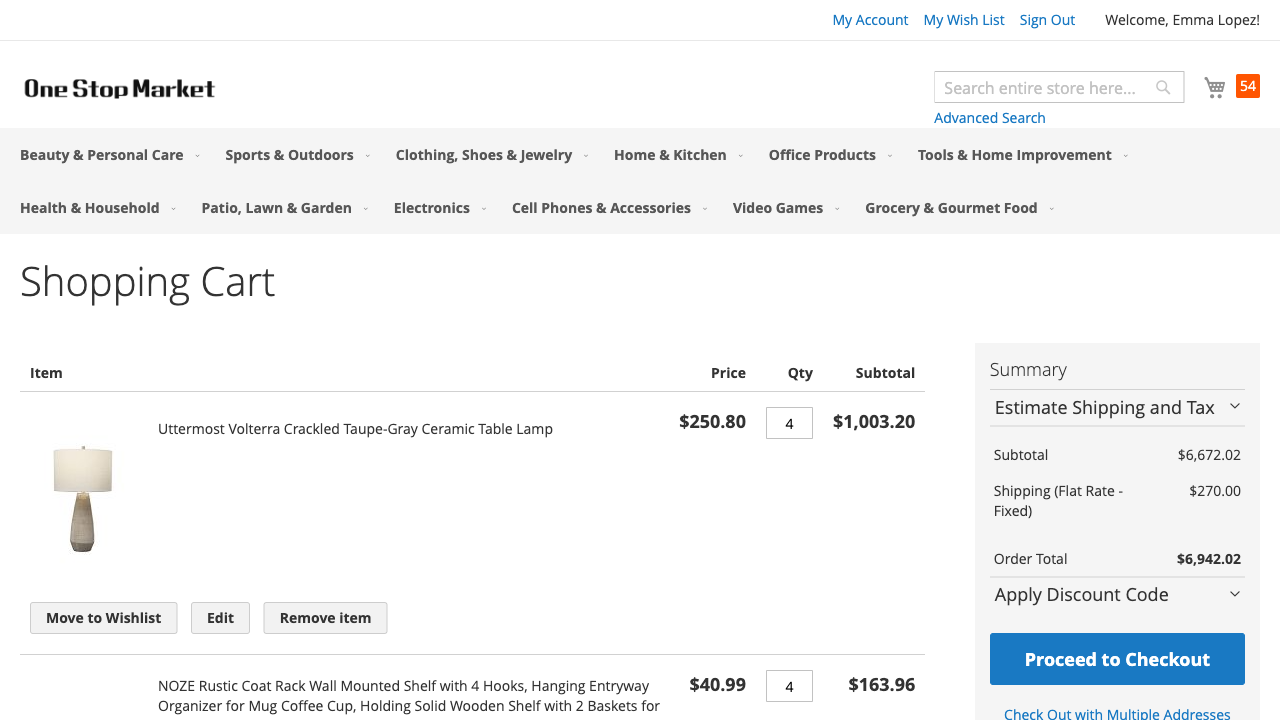 My Account My Wish List Sign Out Welcome, Emma Lopez!
One Stop Market
Search entire store here...
54
Advanced Search
Beauty & Personal Care Sports & Outdoors Clothing, Shoes & Jewelry Home & Kitchen Office Products Tools & Home Improvement
Health & Household Patio, Lawn & Garden Electronics Cell Phones & Accessories Video Games Grocery & Gourmet Food
Shopping Cart
Item Price Qty Subtotal
Uttermost Volterra Crackled Taupe-Gray Ceramic Table Lamp $250.80 4 $1,003.20
Move to Wishlist Edit Remove item
NOZE Rustic Coat Rack Wall Mounted Shelf with 4 Hooks, Hanging Entryway $40.99 4 $163.96
Organizer for Mug Coffee Cup, Holding Solid Wooden Shelf with 2 Baskets for
Summary
Estimate Shipping and Tax
Subtotal $6,672.02
Shipping (Flat Rate - $270.00
Fixed)
Order Total $6,942.02
Apply Discount Code
Proceed to Checkout
Check Out with Multiple Addresses